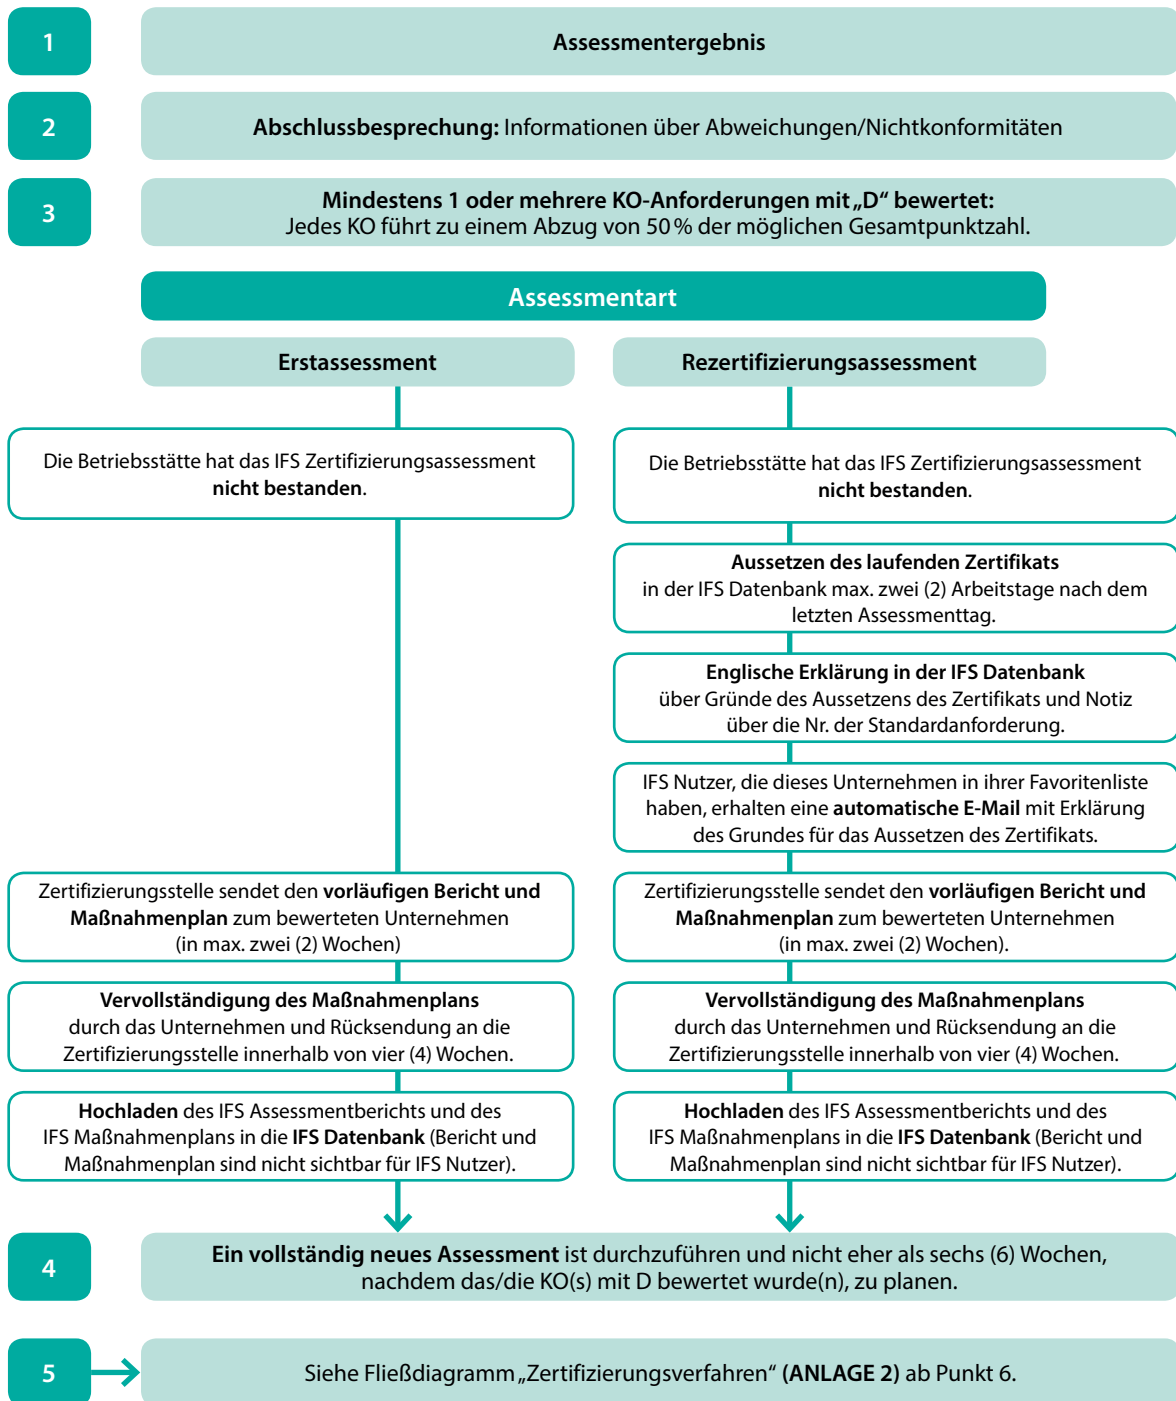 1
Assessmentergebnis
2
Abschlussbesprechung: Informationen über Abweichungen/Nichtkonformitäten
3
Mindestens 1 oder mehrere KO-Anforderungen mit „D“ bewertet:
Jedes KO führt zu einem Abzug von 50 % der möglichen Gesamtpunktzahl.
Assessmentart
Erstassessment
Rezertifizierungsassessment
Die Betriebsstätte hat das IFS Zertifizierungsassessment
nicht bestanden.
Die Betriebsstätte hat das IFS Zertifizierungsassessment
nicht bestanden.
Aussetzen des laufenden Zertifikats
in der IFS Datenbank max. zwei (2) Arbeitstage nach dem
letzten Assessmenttag.
Englische Erklärung in der IFS Datenbank
über Gründe des Aussetzens des Zertifikats und Notiz
über die Nr. der Standardanforderung.
IFS Nutzer, die dieses Unternehmen in ihrer Favoritenliste
haben, erhalten eine automatische E-Mail mit Erklärung
des Grundes für das Aussetzen des Zertifikats.
Zertifizierungsstelle sendet den vorläufigen Bericht und
Maßnahmenplan zum bewerteten Unternehmen
(in max. zwei (2) Wochen)
Zertifizierungsstelle sendet den vorläufigen Bericht und
Maßnahmenplan zum bewerteten Unternehmen
(in max. zwei (2) Wochen).
Vervollständigung des Maßnahmenplans
durch das Unternehmen und Rücksendung an die
Zertifizierungsstelle innerhalb von vier (4) Wochen.
Vervollständigung des Maßnahmenplans
durch das Unternehmen und Rücksendung an die
Zertifizierungsstelle innerhalb von vier (4) Wochen.
Hochladen des IFS Assessmentberichts und des
IFS Maßnahmenplans in die IFS Datenbank (Bericht und
Maßnahmenplan sind nicht sichtbar für IFS Nutzer).
Hochladen des IFS Assessmentberichts und des
IFS Maßnahmenplans in die IFS Datenbank (Bericht und
Maßnahmenplan sind nicht sichtbar für IFS Nutzer).
4
Ein vollständig neues Assessment ist durchzuführen und nicht eher als sechs (6) Wochen,
nachdem das/die KO(s) mit D bewertet wurde(n), zu planen.
5
Siehe Fließdiagramm „Zertifizierungsverfahren“ (ANLAGE 2) ab Punkt 6.